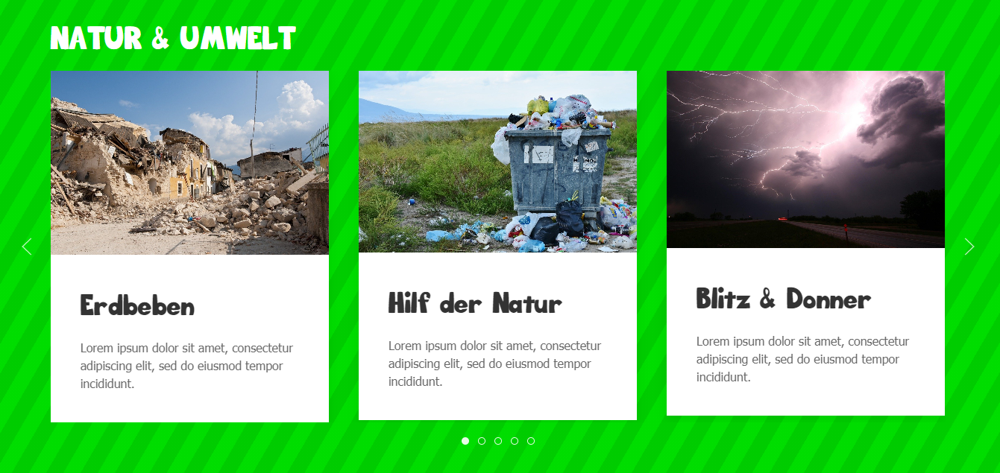 NATUR & UMWELT
Erdbeben
Lorem ipsum dolor sit amet, consectetur
adipiscing elit, sed do eiusmod tempor
incididunt.
Hilf der Natur
Lorem ipsum dolor sit amet, consectetur
adipiscing elit, sed do eiusmod tempor
incididunt.
Blitz & Donner
Lorem ipsum dolor sit amet, consectetur
adipiscing elit, sed do eiusmod tempor
incididunt.